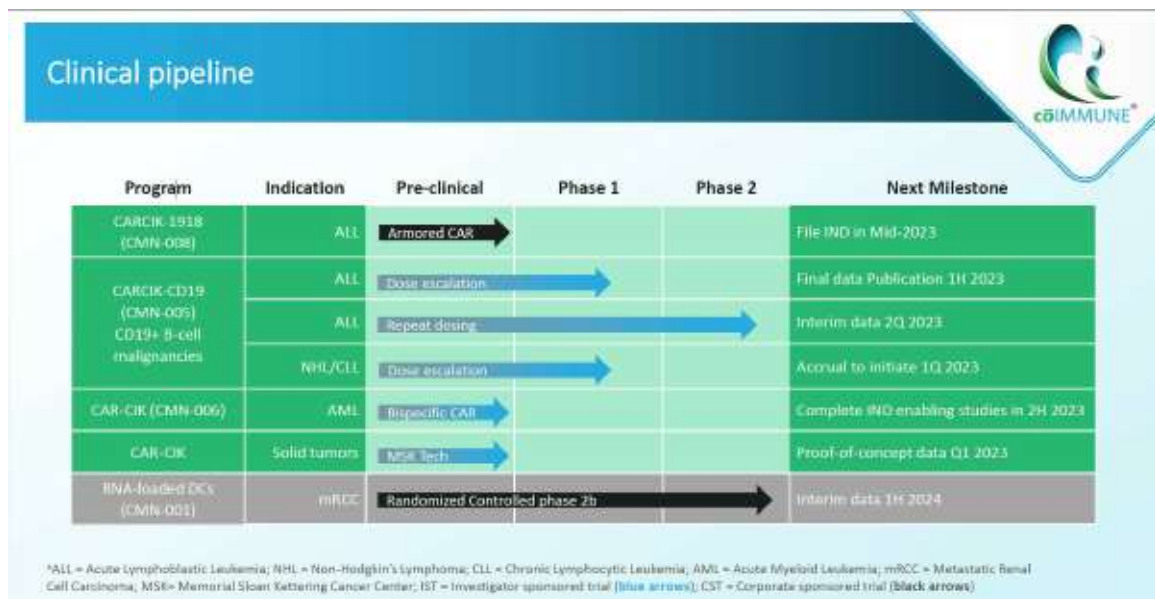 Clinical pipeline
cōIMMUNE®
Program Indication Pre-clinical Phase 1 Phase 2 Next Milestone
CARCIK-1918
(CMN-008)
ALL
Armored CAR
File IND in Mid-2023
CARCIK-CD19
(CMN-005)
CD19+ B-cell
malignancies
ALL
Dose escalation
Final data Publication 1H 2023
ALL
Repeat dosing
Interim data 2Q 2023
NHL/CLL
Dose escalation
Accrual to initiate 1Q 2023
CAR-CIK (CMN-006)
AML
Bispecific CAR
Complete IND enabling studies in 2H 2023
CAR-CIK
Solid tumors
MSK Tech
Proof-of-concept data Q1 2023
RNA-loaded DCs
(CMN-001)
mRCC
Randomized Controlled phase 2b
Interim data 1H 2024
*ALL = Acute Lymphoblastic Leukemia; NHL = Non-Hodgkin's Lymphoma; CLL = Chronic Lymphocytic Leukemia; AML = Acute Myeloid Leukemia; mRCC = Metastatic Renal
Cell Carcinoma; MSK= Memorial Sloan Kettering Cancer Center; IST = Investigator sponsored trial (blue arrows); CST = Corporate sponsored trial (black arrows)